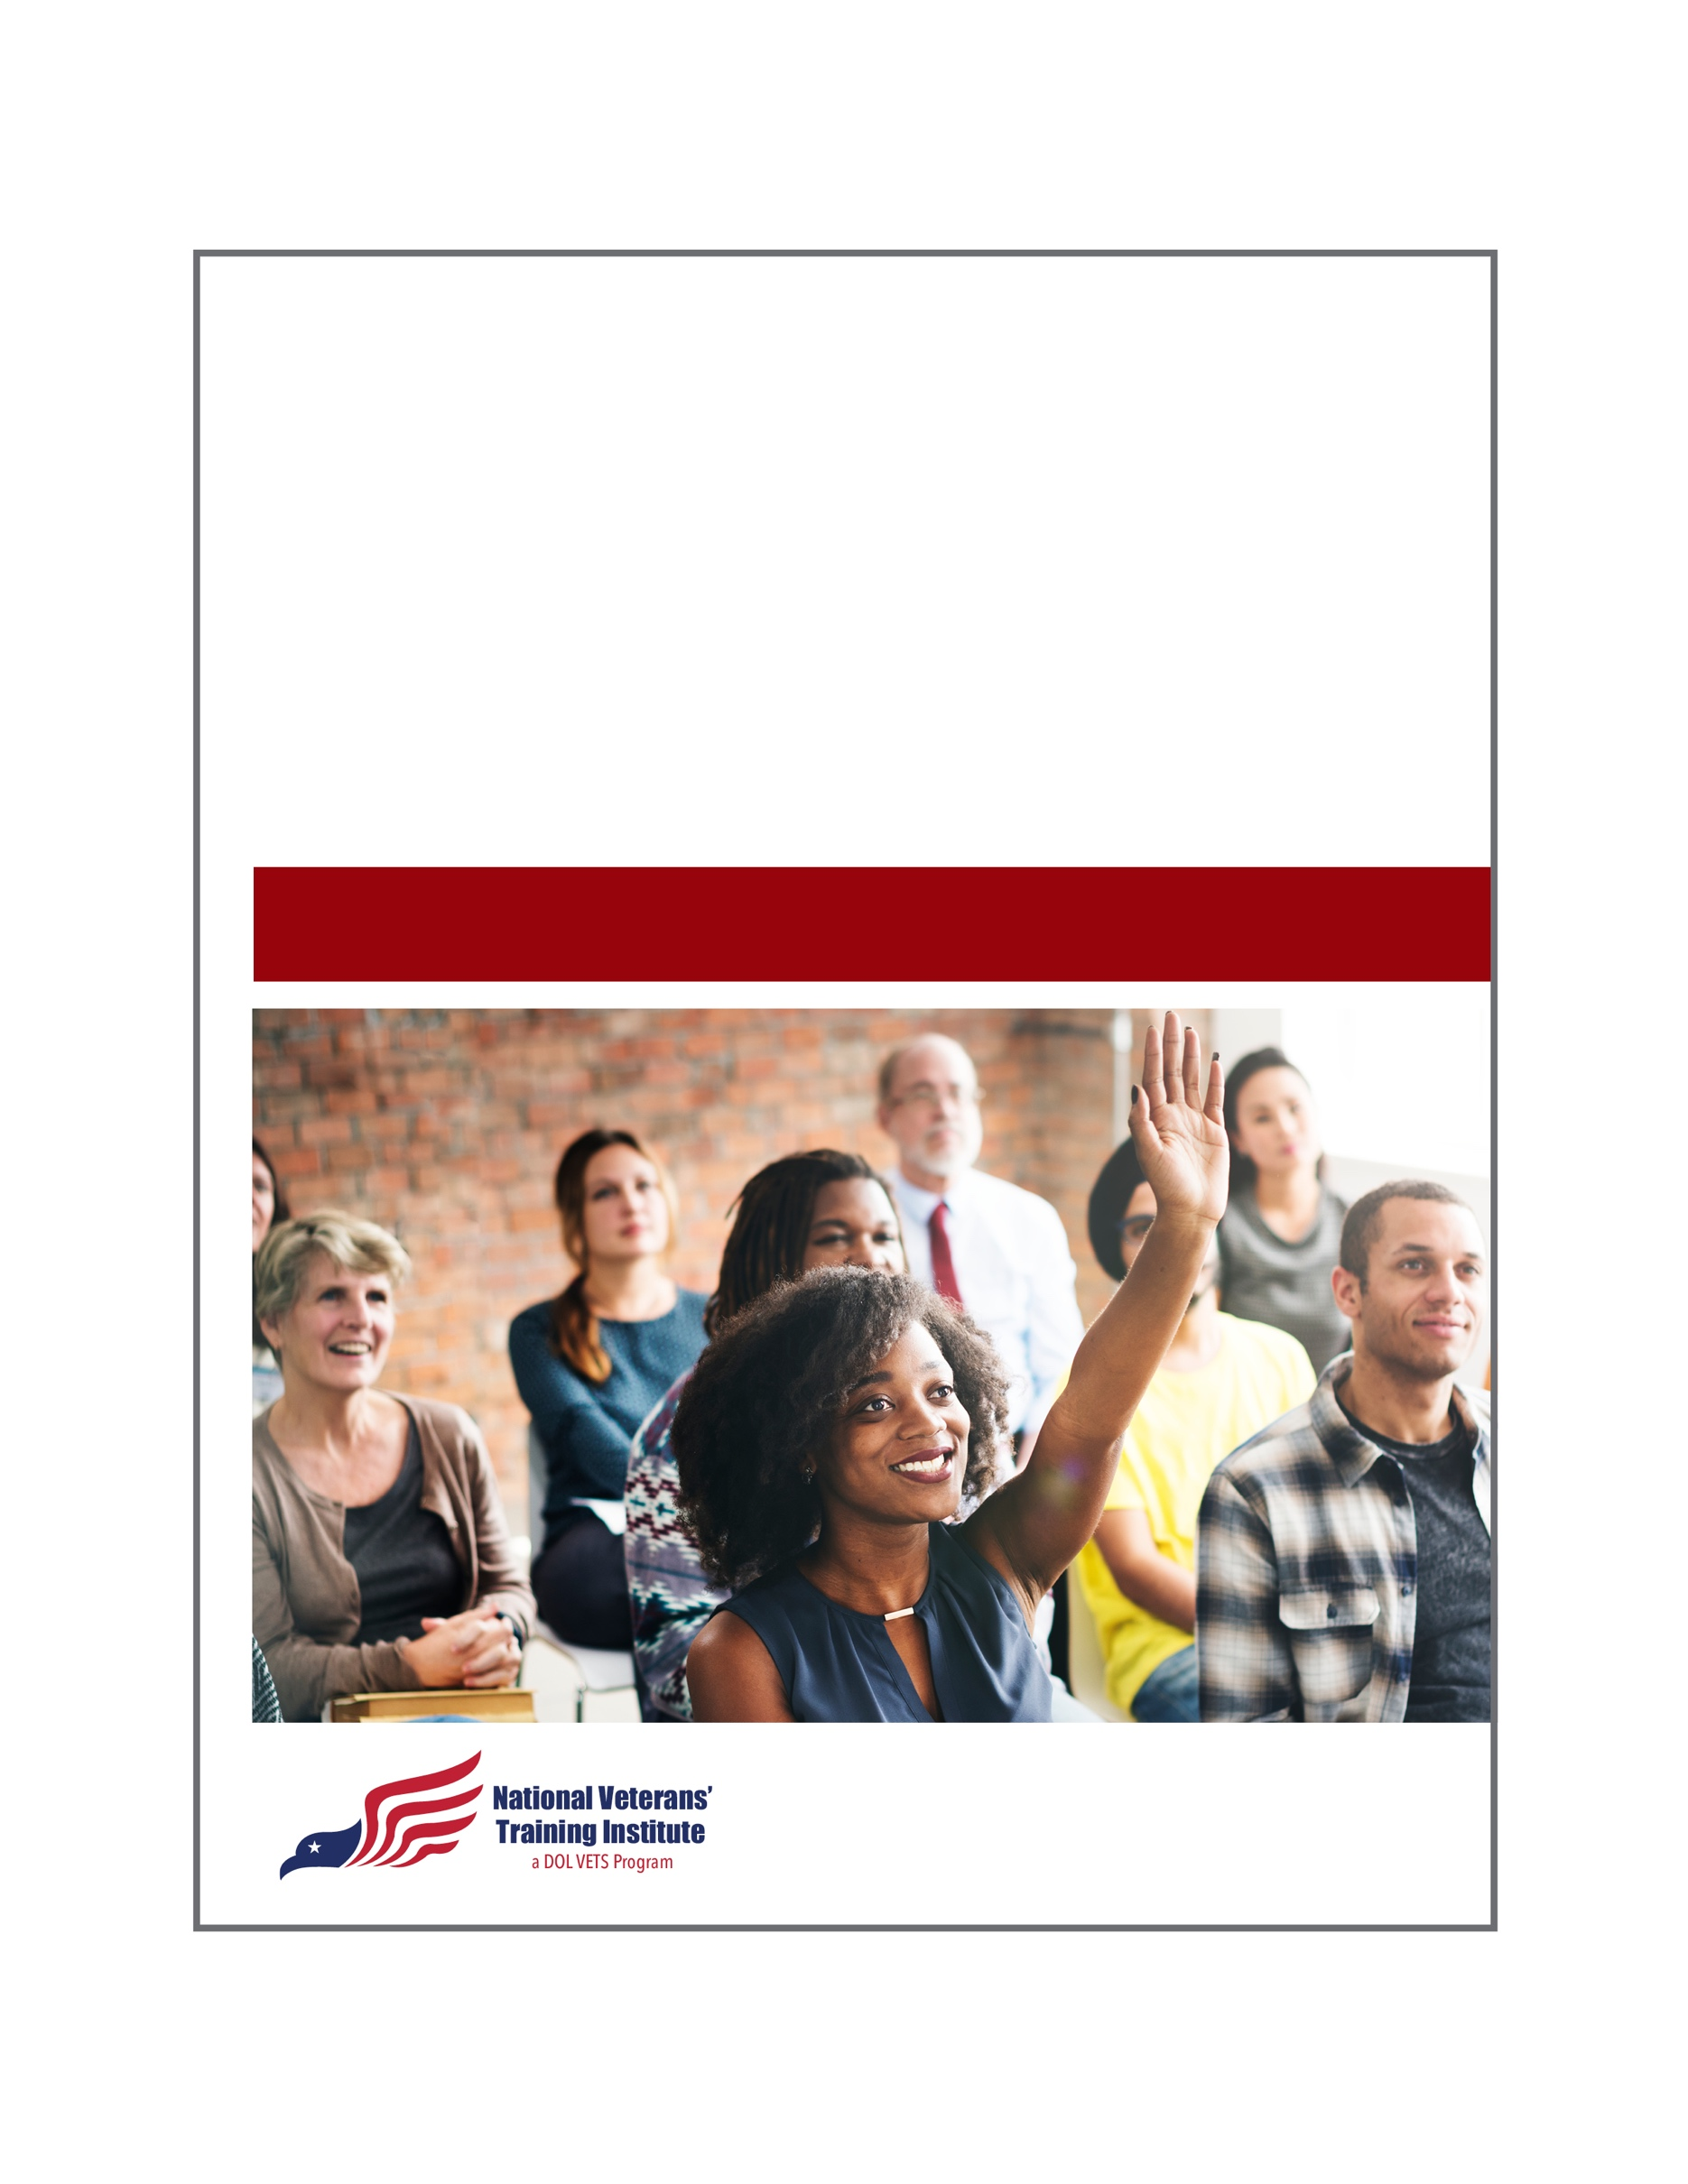 National Veterans’
Training Institute
a DOL VETS Program